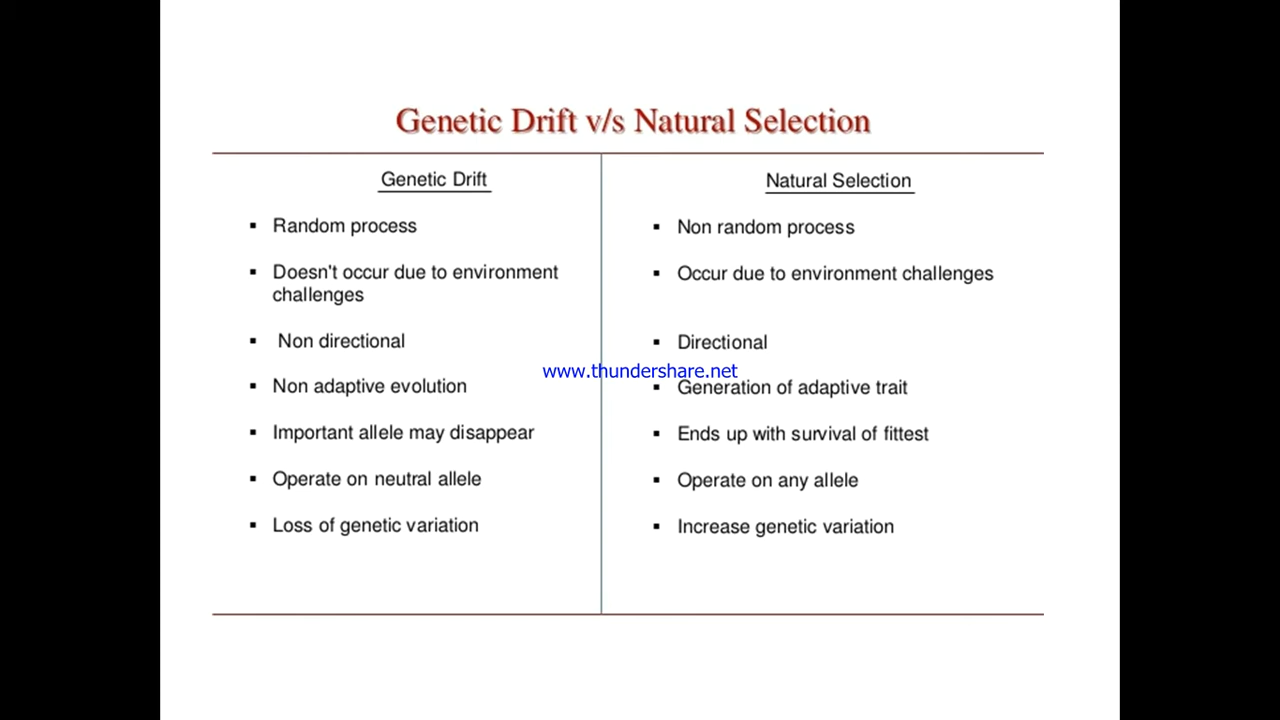 Genetic Drift v/s Natural Selection
Genetic Drift
▪ Random process
▪ Doesn't occur due to environment
challenges
▪ Non directional
▪ Non adaptive evolution
▪ Important allele may disappear
▪ Operate on neutral allele
▪ Loss of genetic variation
Natural Selection
▪ Non random process
▪ Occur due to environment challenges
▪ Directional
▪ Generation of adaptive trait
▪ Ends up with survival of fittest
▪ Operate on any allele
▪ Increase genetic variation
www.thundershare.net